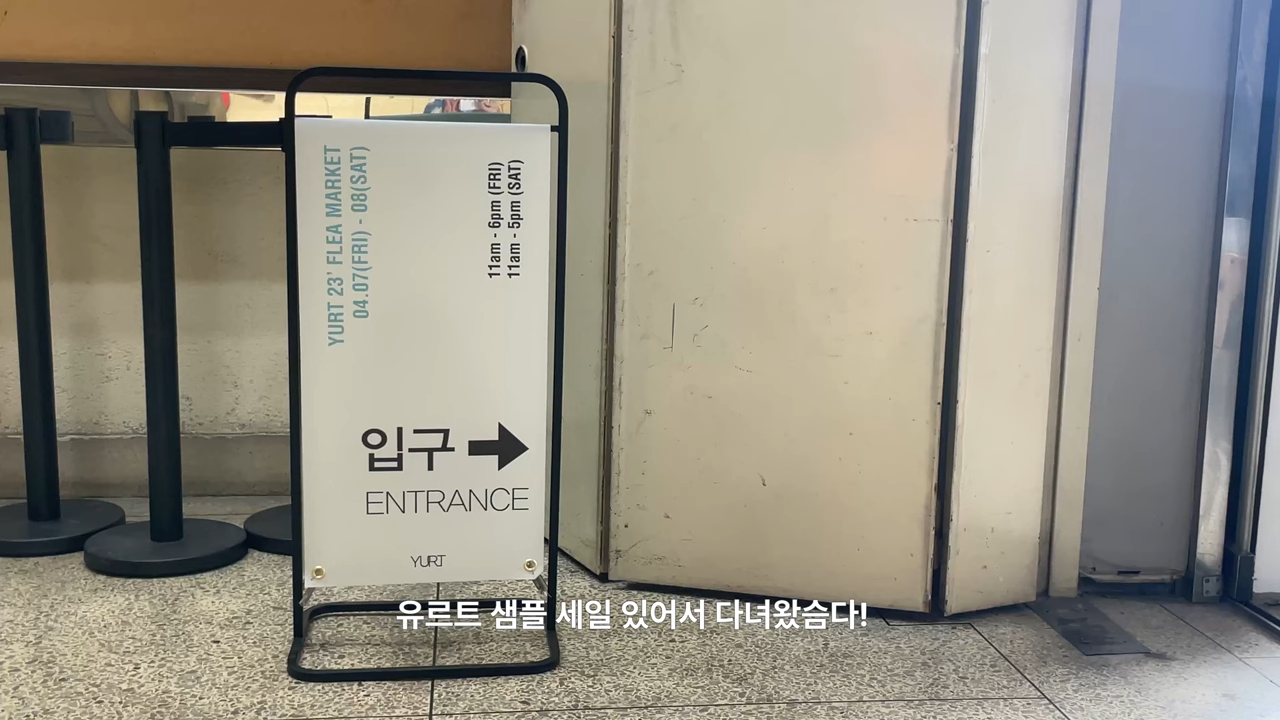 YURT 23' FLEA MARKET
04.07(FRI) - 08(SAT)
11am - 6pm (FRI)
11am - 5pm (SAT)
입구
ENTRANCE
YURT
유르트 샘플 세일 있어서 다녀왔슴다!